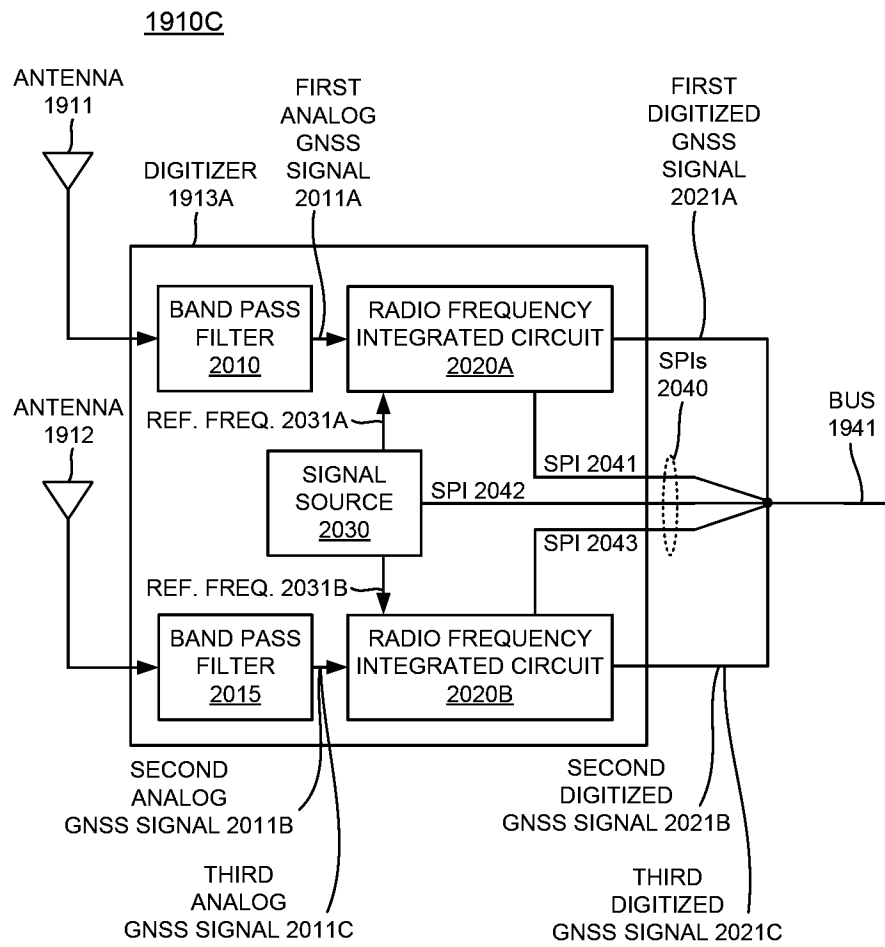 1910C
ANTENNA
1911
DIGITIZER
1913A
FIRST
ANALOG
GNSS
SIGNAL
2011A
FIRST
DIGITIZED
GNSS
SIGNAL
2021A
BAND PASS
FILTER
2010
RADIO FREQUENCY
INTEGRATED CIRCUIT
2020A
SPIs
2040
BUS
1941
ANTENNA
1912
REF. FREQ. 2031A
SIGNAL
SOURCE
2030
SPI 2041
SPI 2042
SPI 2043
REF. FREQ. 2031B
BAND PASS
FILTER
2015
RADIO FREQUENCY
INTEGRATED CIRCUIT
2020B
SECOND
ANALOG
GNSS SIGNAL 2011B
SECOND
DIGITIZED
GNSS SIGNAL 2021B
THIRD
ANALOG
GNSS SIGNAL 2011C
THIRD
DIGITIZED
GNSS SIGNAL 2021C